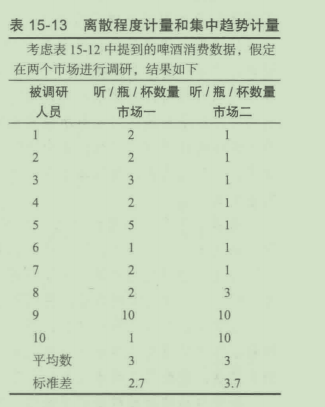 表 15-13 离散程度计量和集中趋势计量
考虑表 15-12 中提到的啤酒消费数据，假定
在两个市场进行调研，结果如下
被调研 听 / 瓶 / 杯数量 听 / 瓶 / 杯数量
人员 市场一 市场二
1 2 1
2 2 1
3 3 1
4 2 1
5 5 1
6 1 1
7 2 1
8 2 3
9 10 10
10 1 10
平均数 3 3
标准差 2.7 3.7